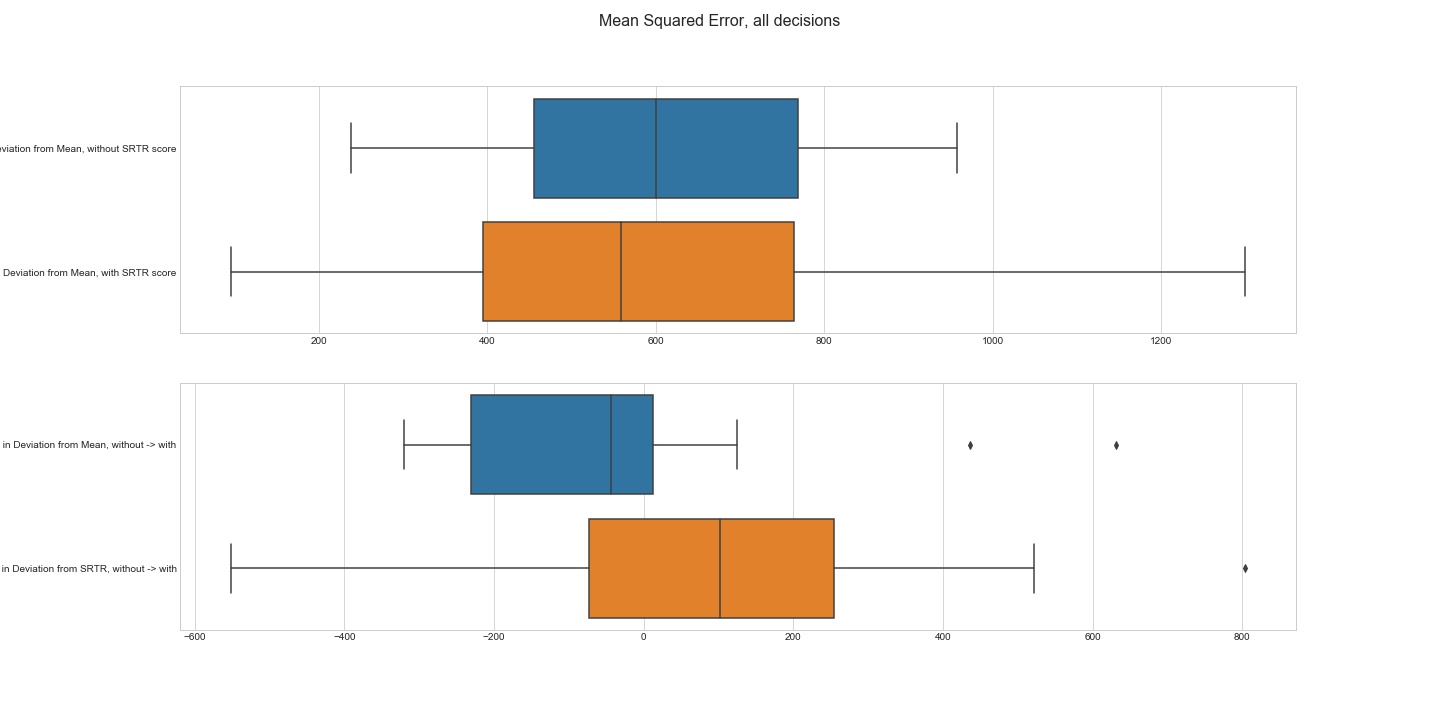 Mean Squared Error, all decisions
from Mean, without SRTR score
Deviation from Mean, with SRTR score
200 400 600 800 1000 1200
in Deviation from Mean, without -> with
in Deviation from SRTR, without -> with
−600 −400 −200 0 200 400 600 800